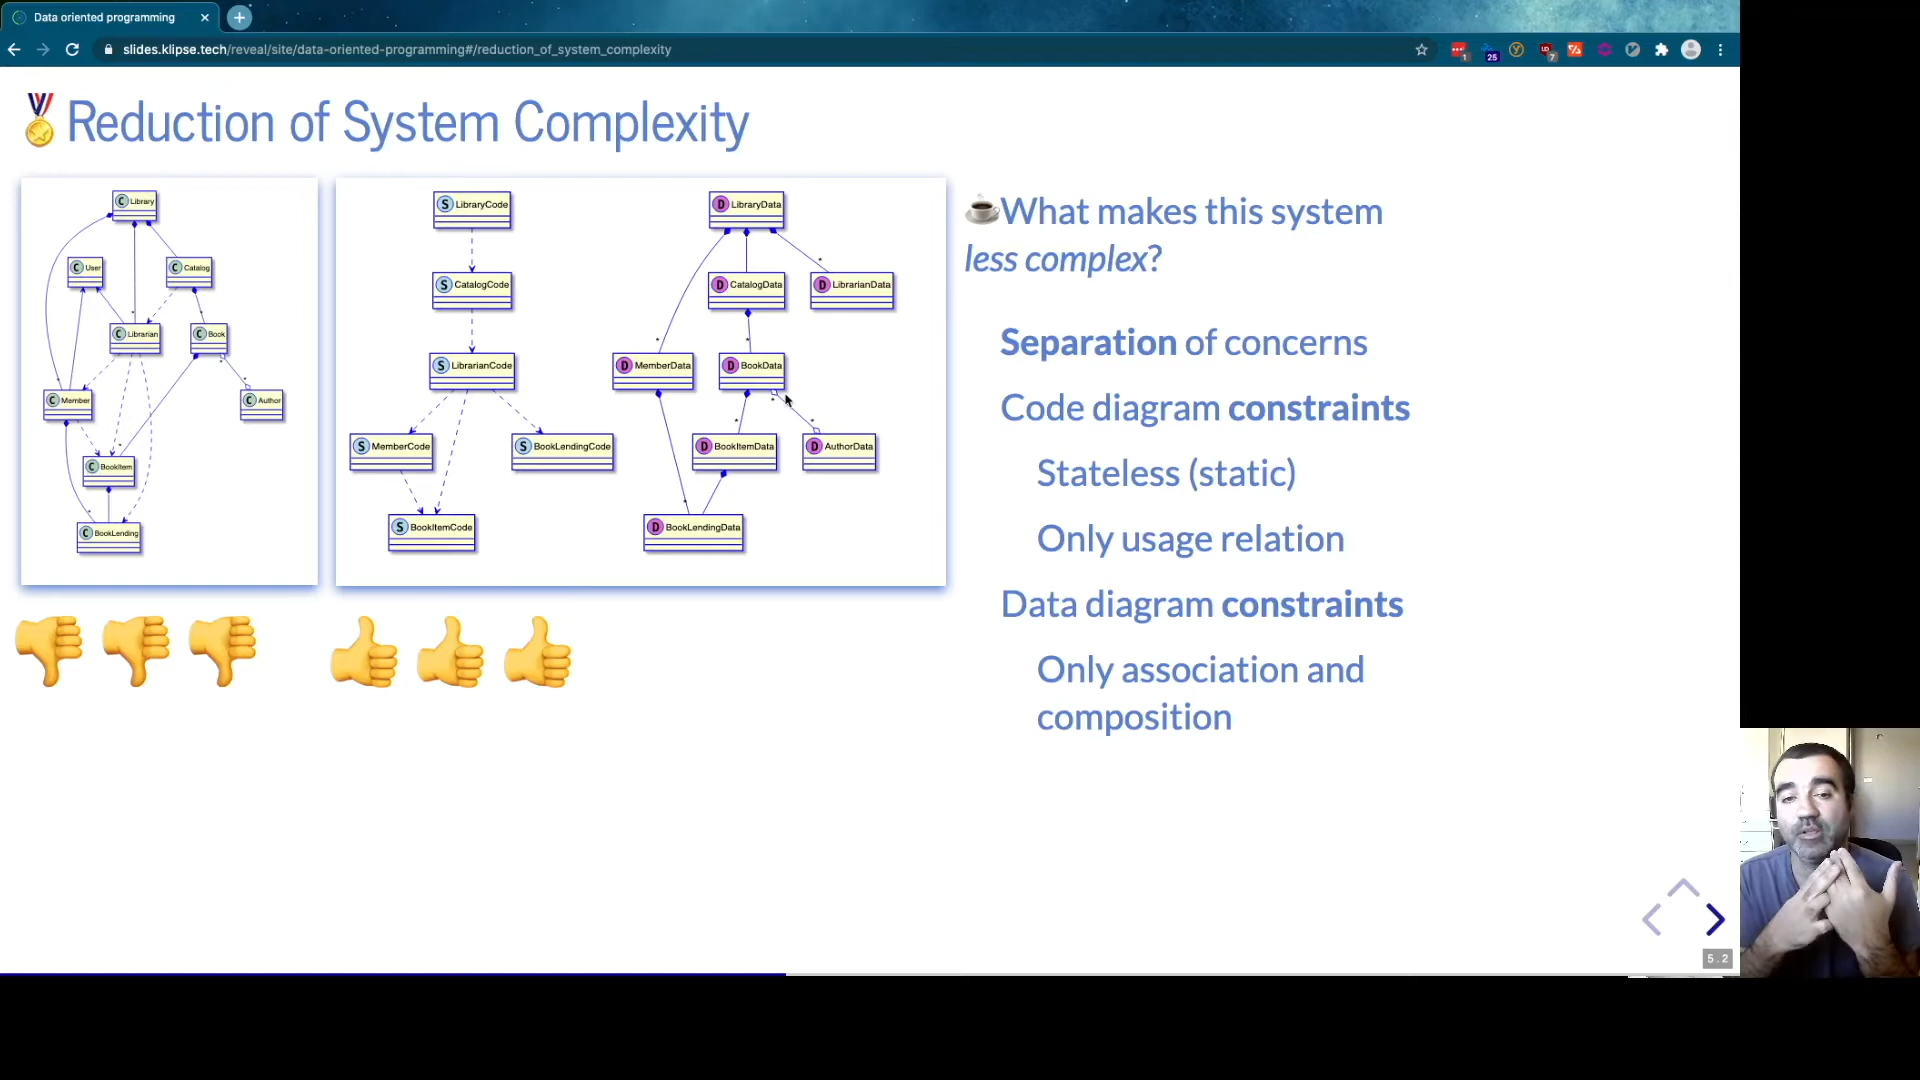 Data oriented programming
slides.klipse.tech/reveal/site/data-oriented-programming#/reduction_of_system_complexity
1
25
7
Reduction of System Complexity
C Library
C User
C Catalog
C Librarian
C Book
C Member
C Author
C BookItem
C BookLending
S LibraryCode
S CatalogCode
S LibrarianCode
S MemberCode
S BookLendingCode
S BookItemCode
D LibraryData
D CatalogData
D LibrarianData
D MemberData
D BookData
D BookItemData
D AuthorData
D BookLendingData
What makes this system
less complex?
Separation of concerns
Code diagram constraints
Stateless (static)
Only usage relation
Data diagram constraints
Only association and
composition
5.2